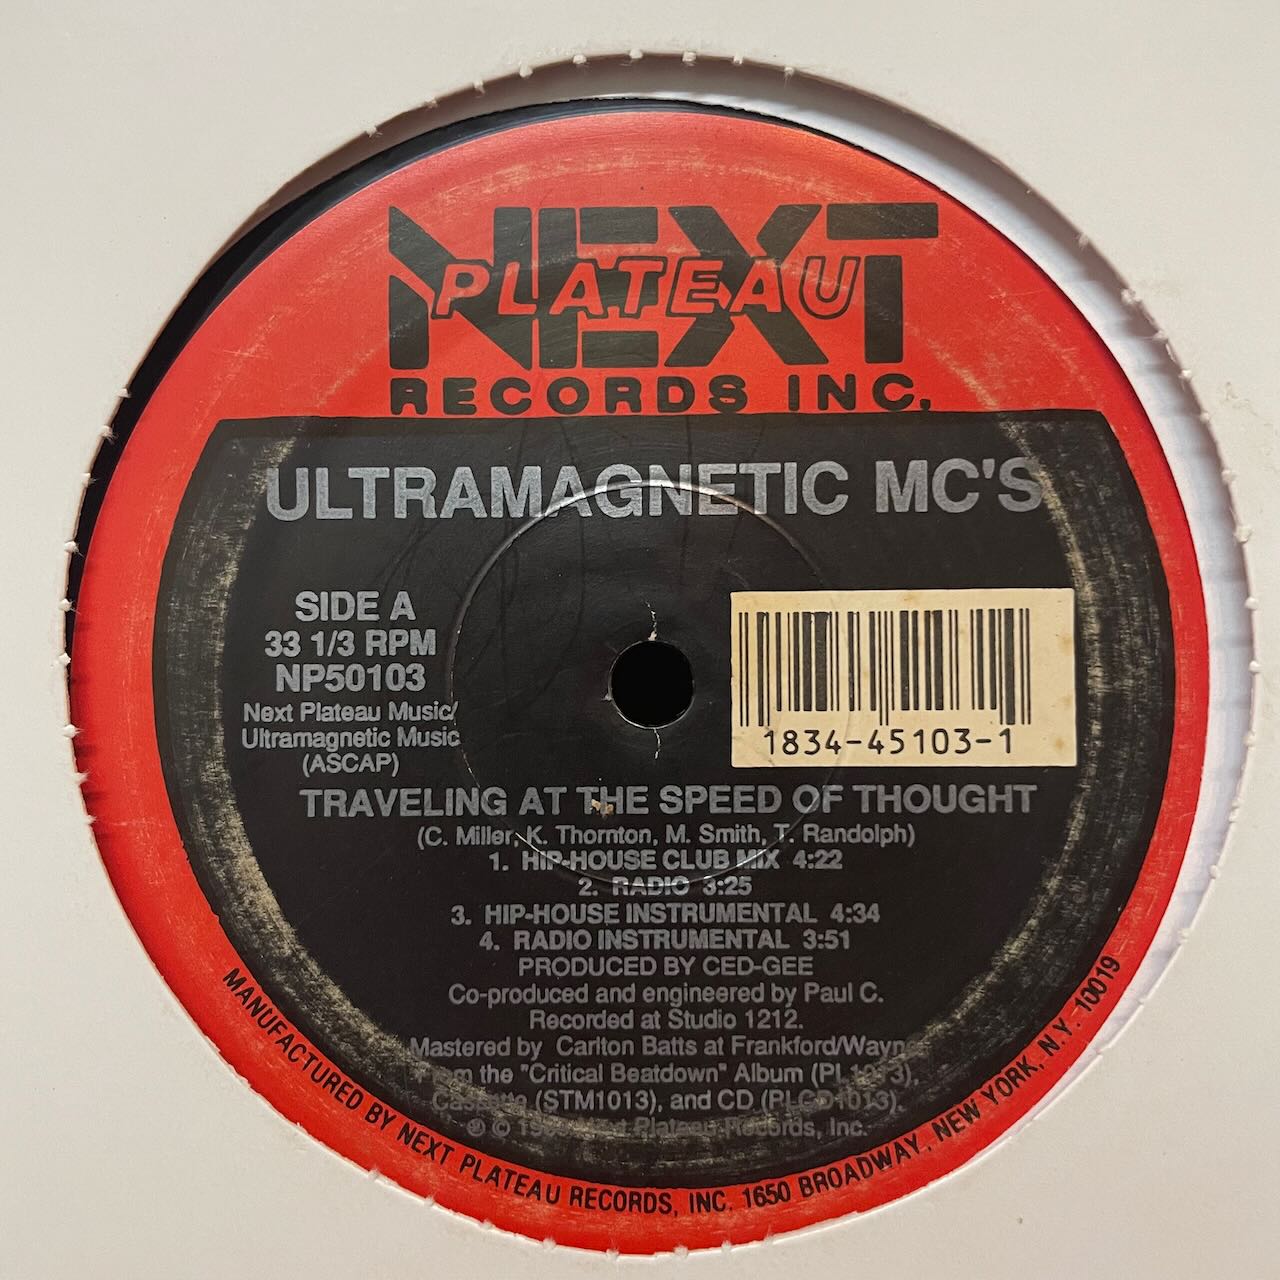 NEXT
PLATEAU
RECORDS INC.
ULTRAMAGNETIC MC'S
SIDE A
33 1/3 RPM
NP50103
Next Plateau Music/
Ultramagnetic Music
(ASCAP)
1834-45103-1
TRAVELING AT THE SPEED OF THOUGHT
(C. Miller, K. Thornton, M. Smith, T. Randolph)
1. HIP-HOUSE CLUB MIX 4:22
2. RADIO 3:25
3. HIP-HOUSE INSTRUMENTAL 4:34
4. RADIO INSTRUMENTAL 3:51
PRODUCED BY CED-GEE
Co-produced and engineered by Paul C.
Recorded at Studio 1212.
Mastered by Carlton Batts at Frankford/Wayne
From the "Critical Beatdown" Album (PL1013),
Cassette (STM1013), and CD (PLCD1013).
℗ © Next Plateau Records, Inc.
MANUFACTURED BY NEXT PLATEAU RECORDS, INC. 1650 BROADWAY, NEW YORK, N.Y. 10019